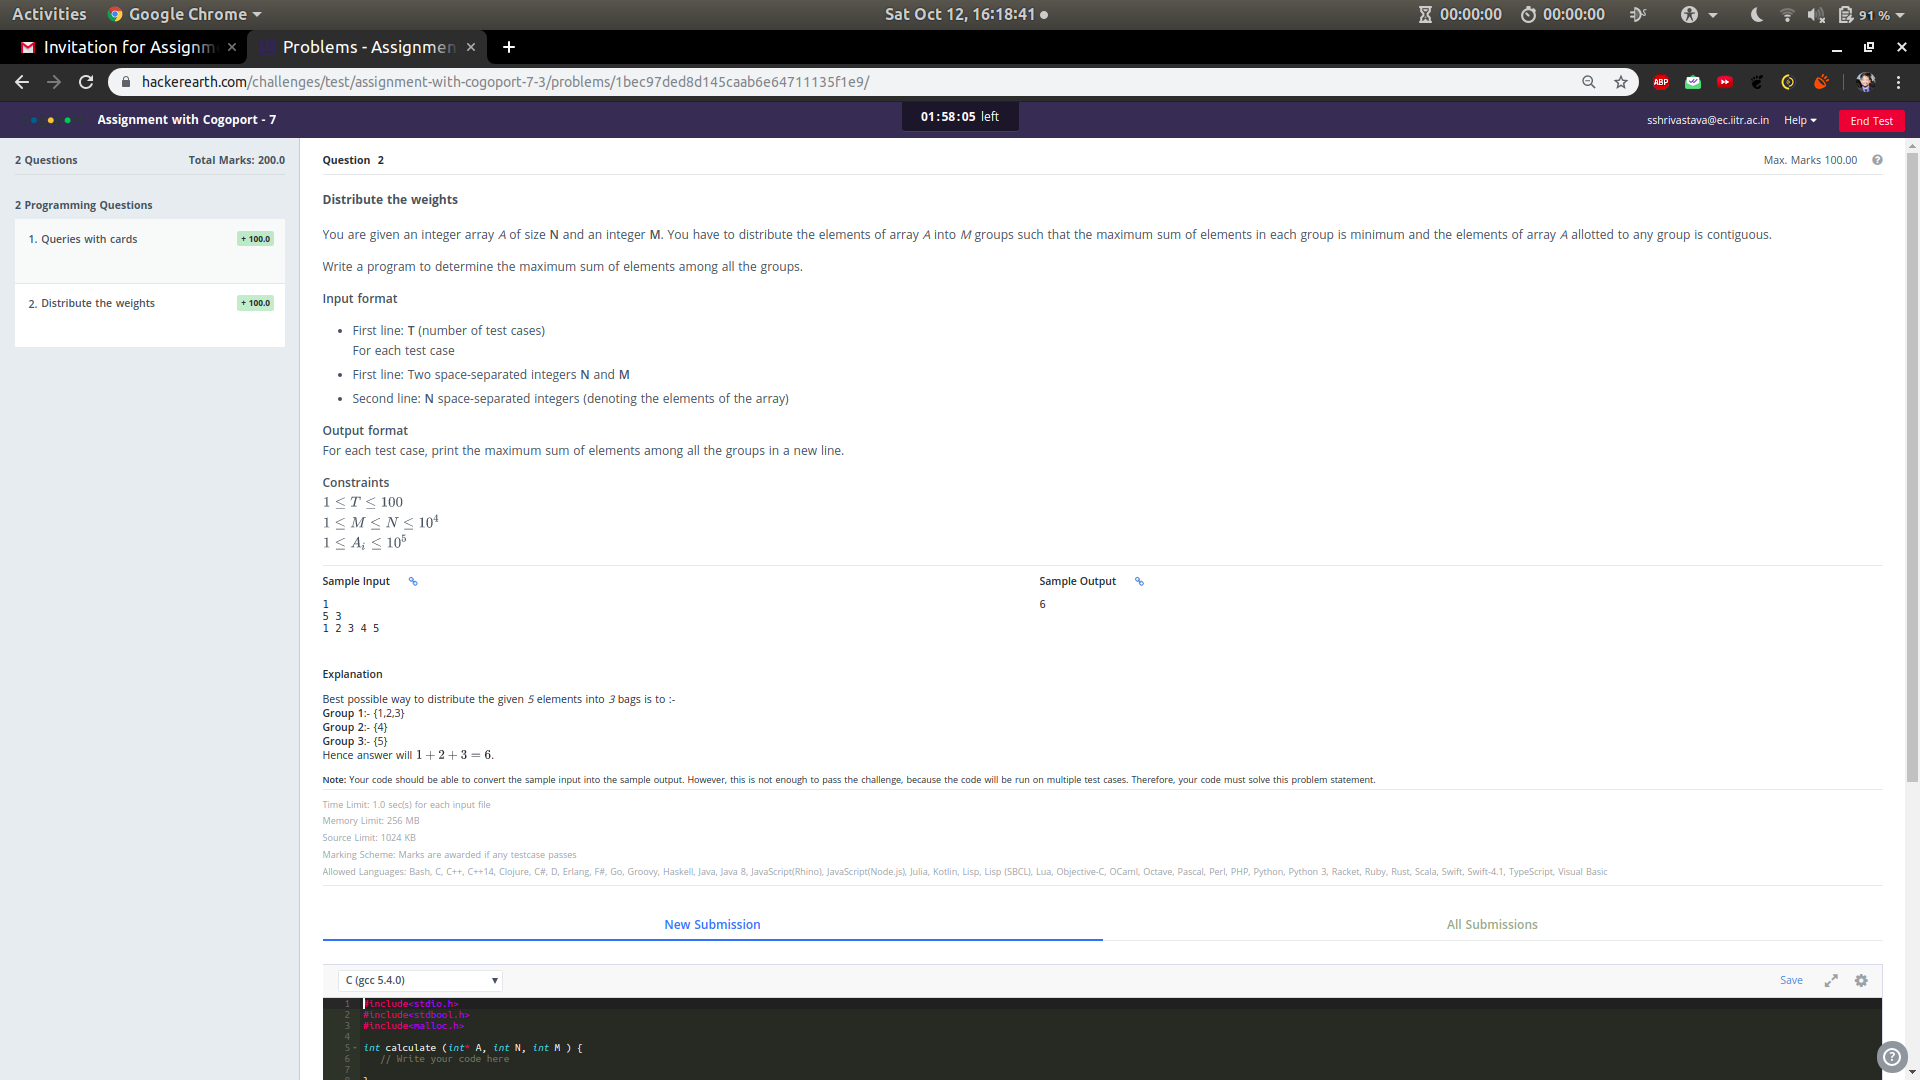 Activities Google Chrome Sat Oct 12, 16:18:41 00:00:00 00:00:00 91 %
Invitation for Assignm Problems - Assignmen
hackerearth.com/challenges/test/assignment-with-cogoport-7-3/problems/1bec97ded8d145caab6e64711135f1e9/ ABP
Assignment with Cogoport - 7 01:58:05 left sshrivastava@ec.iitr.ac.in Help End Test
2 Questions Total Marks: 200.0
2 Programming Questions
1. Queries with cards + 100.0
2. Distribute the weights + 100.0
Question 2 Max. Marks 100.00
Distribute the weights
You are given an integer array A of size N and an integer M. You have to distribute the elements of array A into M groups such that the maximum sum of elements in each group is minimum and the elements of array A allotted to any group is contiguous.
Write a program to determine the maximum sum of elements among all the groups.
Input format
• First line: T (number of test cases)
For each test case
• First line: Two space-separated integers N and M
• Second line: N space-separated integers (denoting the elements of the array)
Output format
For each test case, print the maximum sum of elements among all the groups in a new line.
Constraints
1 ≤ T ≤ 100
1 ≤ M ≤ N ≤ 10⁴
1 ≤ Aᵢ ≤ 10⁵
Sample Input
1
5 3
1 2 3 4 5
Sample Output
6
Explanation
Best possible way to distribute the given 5 elements into 3 bags is to :-
Group 1:- {1,2,3}
Group 2:- {4}
Group 3:- {5}
Hence answer will 1 + 2 + 3 = 6.
Note: Your code should be able to convert the sample input into the sample output. However, this is not enough to pass the challenge, because the code will be run on multiple test cases. Therefore, your code must solve this problem statement.
Time Limit: 1.0 sec(s) for each input file
Memory Limit: 256 MB
Source Limit: 1024 KB
Marking Scheme: Marks are awarded if any testcase passes
Allowed Languages: Bash, C, C++, C++14, Clojure, C#, D, Erlang, F#, Go, Groovy, Haskell, Java, Java 8, JavaScript(Rhino), JavaScript(Node.js), Julia, Kotlin, Lisp, Lisp (SBCL), Lua, Objective-C, OCaml, Octave, Pascal, Perl, PHP, Python, Python 3, Racket, Ruby, Rust, Scala, Swift, Swift-4.1, TypeScript, Visual Basic
New Submission All Submissions
C (gcc 5.4.0) Save
1 #include<stdio.h>
2 #include<stdbool.h>
3 #include<malloc.h>
4
5 int calculate (int* A, int N, int M ) {
6 // Write your code here
7